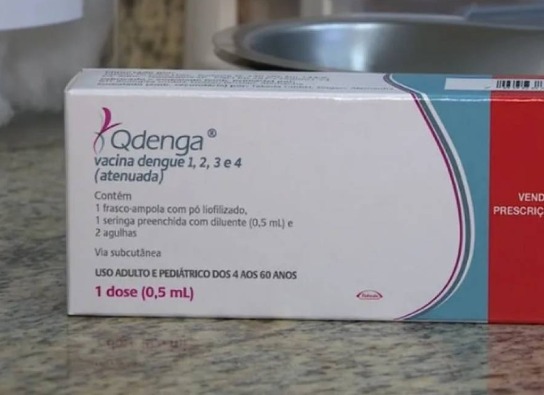 Qdenga®
vacina dengue 1, 2, 3 e 4
(atenuada)
Contém
1 frasco-ampola com pó liofilizado,
1 seringa preenchida com diluente (0,5 mL) e
2 agulhas
Via subcutânea
USO ADULTO E PEDIÁTRICO DOS 4 AOS 60 ANOS
1 dose (0,5 mL)
Takeda
VEND
PRESCRIÇ